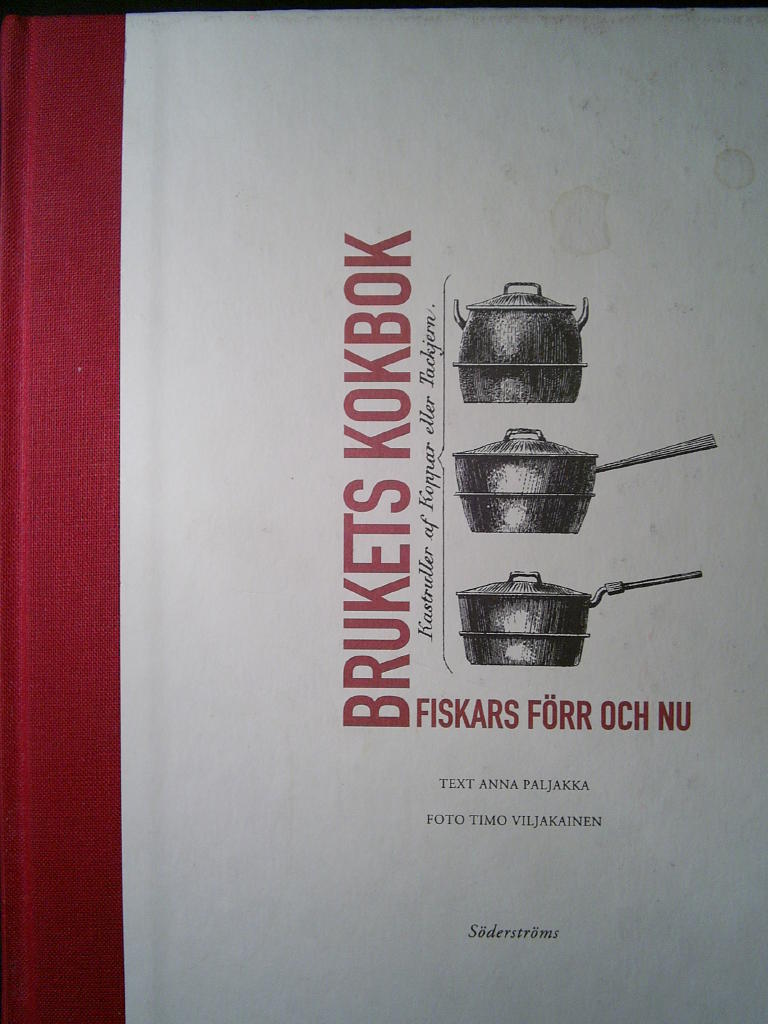 BRUKETS KOKBOK
Kastruller af Koppar eller Tackjern.
FISKARS FÖRR OCH NU
TEXT ANNA PALJAKKA
FOTO TIMO VILJAKAINEN
Söderströms